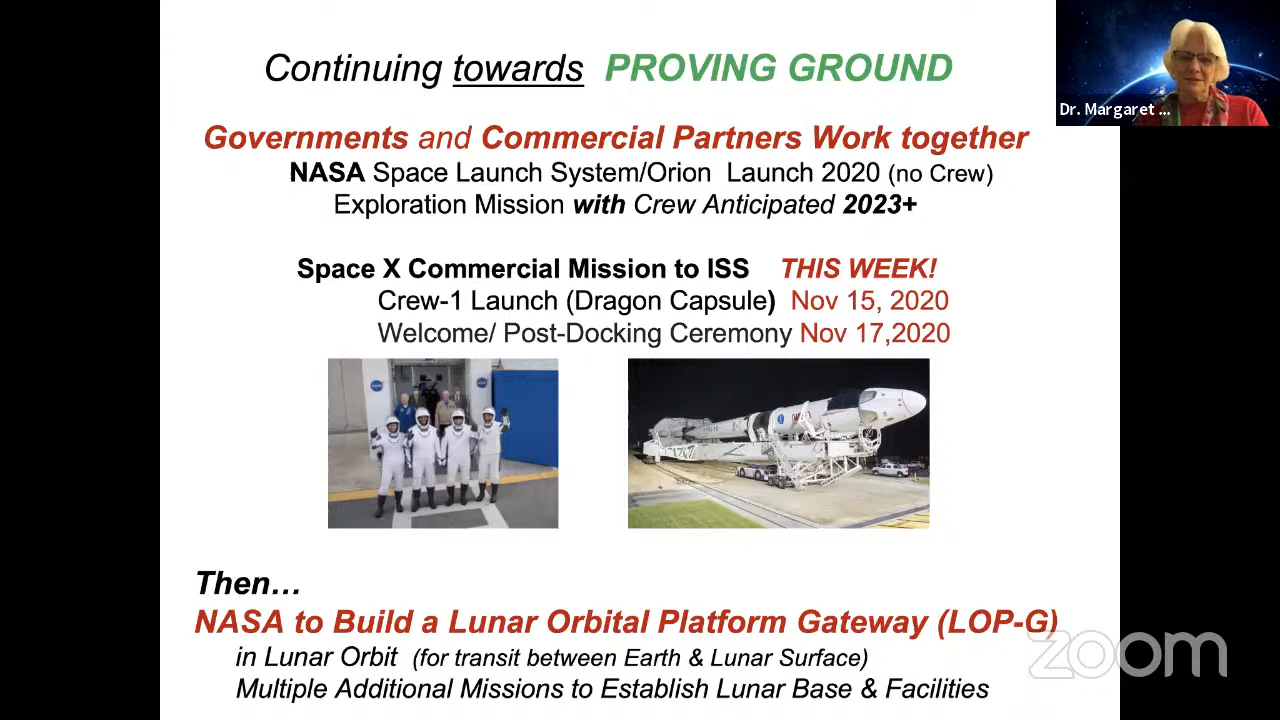 Continuing towards PROVING GROUND
Dr. Margaret ...
Governments and Commercial Partners Work together
NASA Space Launch System/Orion Launch 2020 (no Crew)
Exploration Mission with Crew Anticipated 2023+
Space X Commercial Mission to ISS THIS WEEK!
Crew-1 Launch (Dragon Capsule) Nov 15, 2020
Welcome/ Post-Docking Ceremony Nov 17,2020
Then...
NASA to Build a Lunar Orbital Platform Gateway (LOP-G)
in Lunar Orbit (for transit between Earth & Lunar Surface)
Multiple Additional Missions to Establish Lunar Base & Facilities
zoom